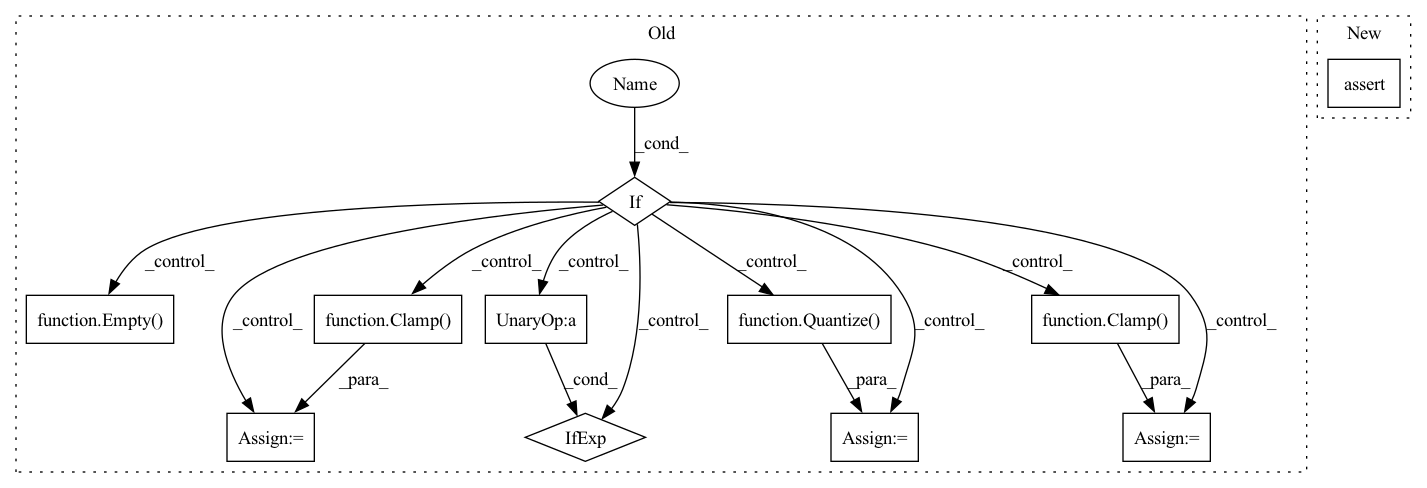 Old
New
Name
assert
_cond_
If
_control_
_control_
_control_
_control_
_control_
_control_
_control_
_control_
_control_
function.Empty()
function.Clamp()
UnaryOp:a
function.Quantize()
function.Clamp()
_para_
_cond_
_para_
_para_
Assign:=
IfExp
Assign:=
Assign:=